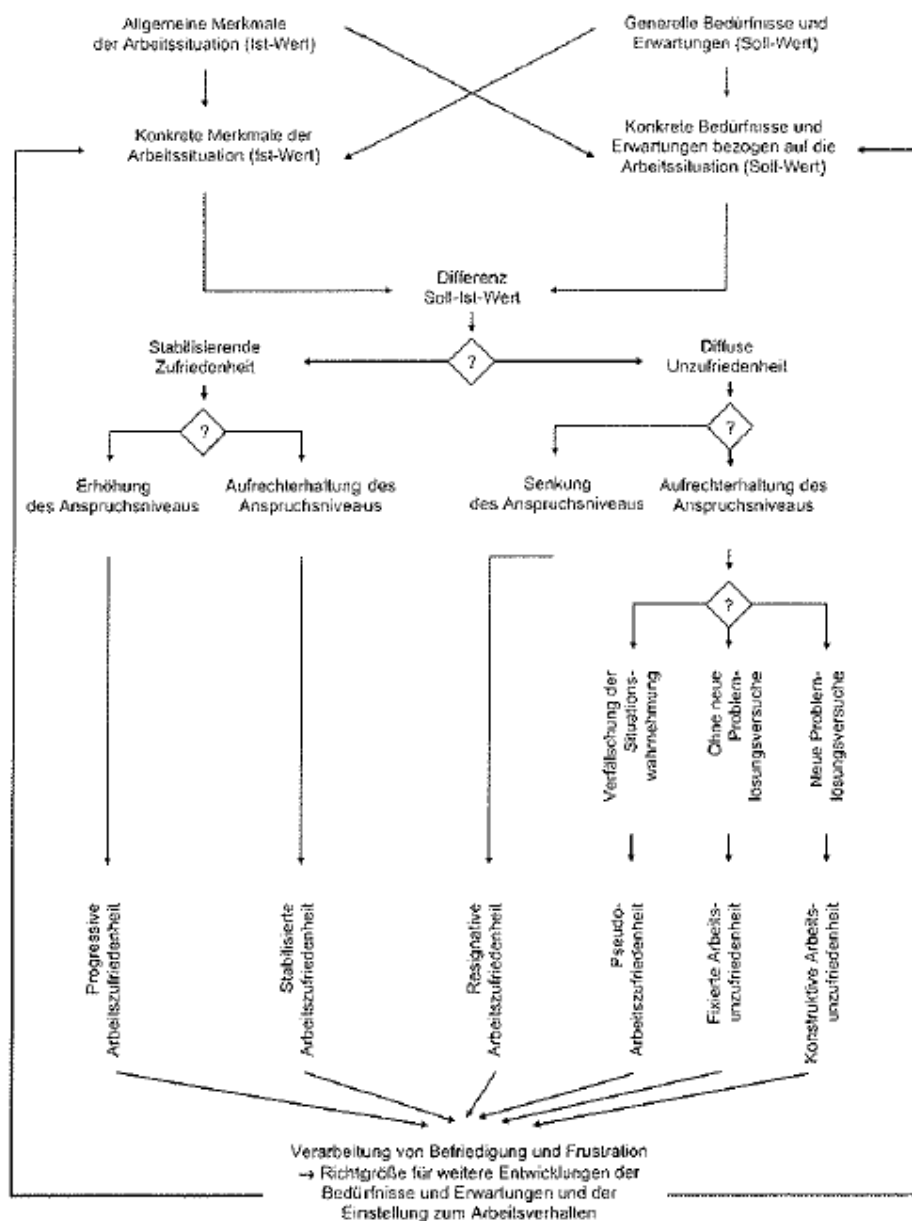 Allgemeine Merkmale
der Arbeitssituation (Ist-Wert)
Generelle Bedürfnisse und
Erwartungen (Soll-Wert)
Konkrete Merkmale der
Arbeitssituation (Ist-Wert)
Konkrete Bedürfnisse und
Erwartungen bezogen auf die
Arbeitssituation (Soll-Wert)
Differenz
Soll-Ist-Wert
Stabilisierende
Zufriedenheit
?
Diffuse
Unzufriedenheit
?
?
Erhöhung
des Anspruchsniveaus
Aufrechterhaltung des
Anspruchsniveaus
Senkung
des Anspruchsniveaus
Aufrechterhaltung des
Anspruchsniveaus
?
Verfälschung der
Situations-
wahrnehmung
Ohne neue
Problem-
lösungsversuche
Neue Problem-
lösungsversuche
Progressive
Arbeitszufriedenheit
Stabilisierte
Arbeitszufriedenheit
Resignative
Arbeitszufriedenheit
Pseudo-
Arbeitszufriedenheit
Fixierte Arbeits-
unzufriedenheit
Konstruktive Arbeits-
unzufriedenheit
Verarbeitung von Befriedigung und Frustration
→ Richtgröße für weitere Entwicklungen der
Bedürfnisse und Erwartungen und der
Einstellung zum Arbeitsverhalten